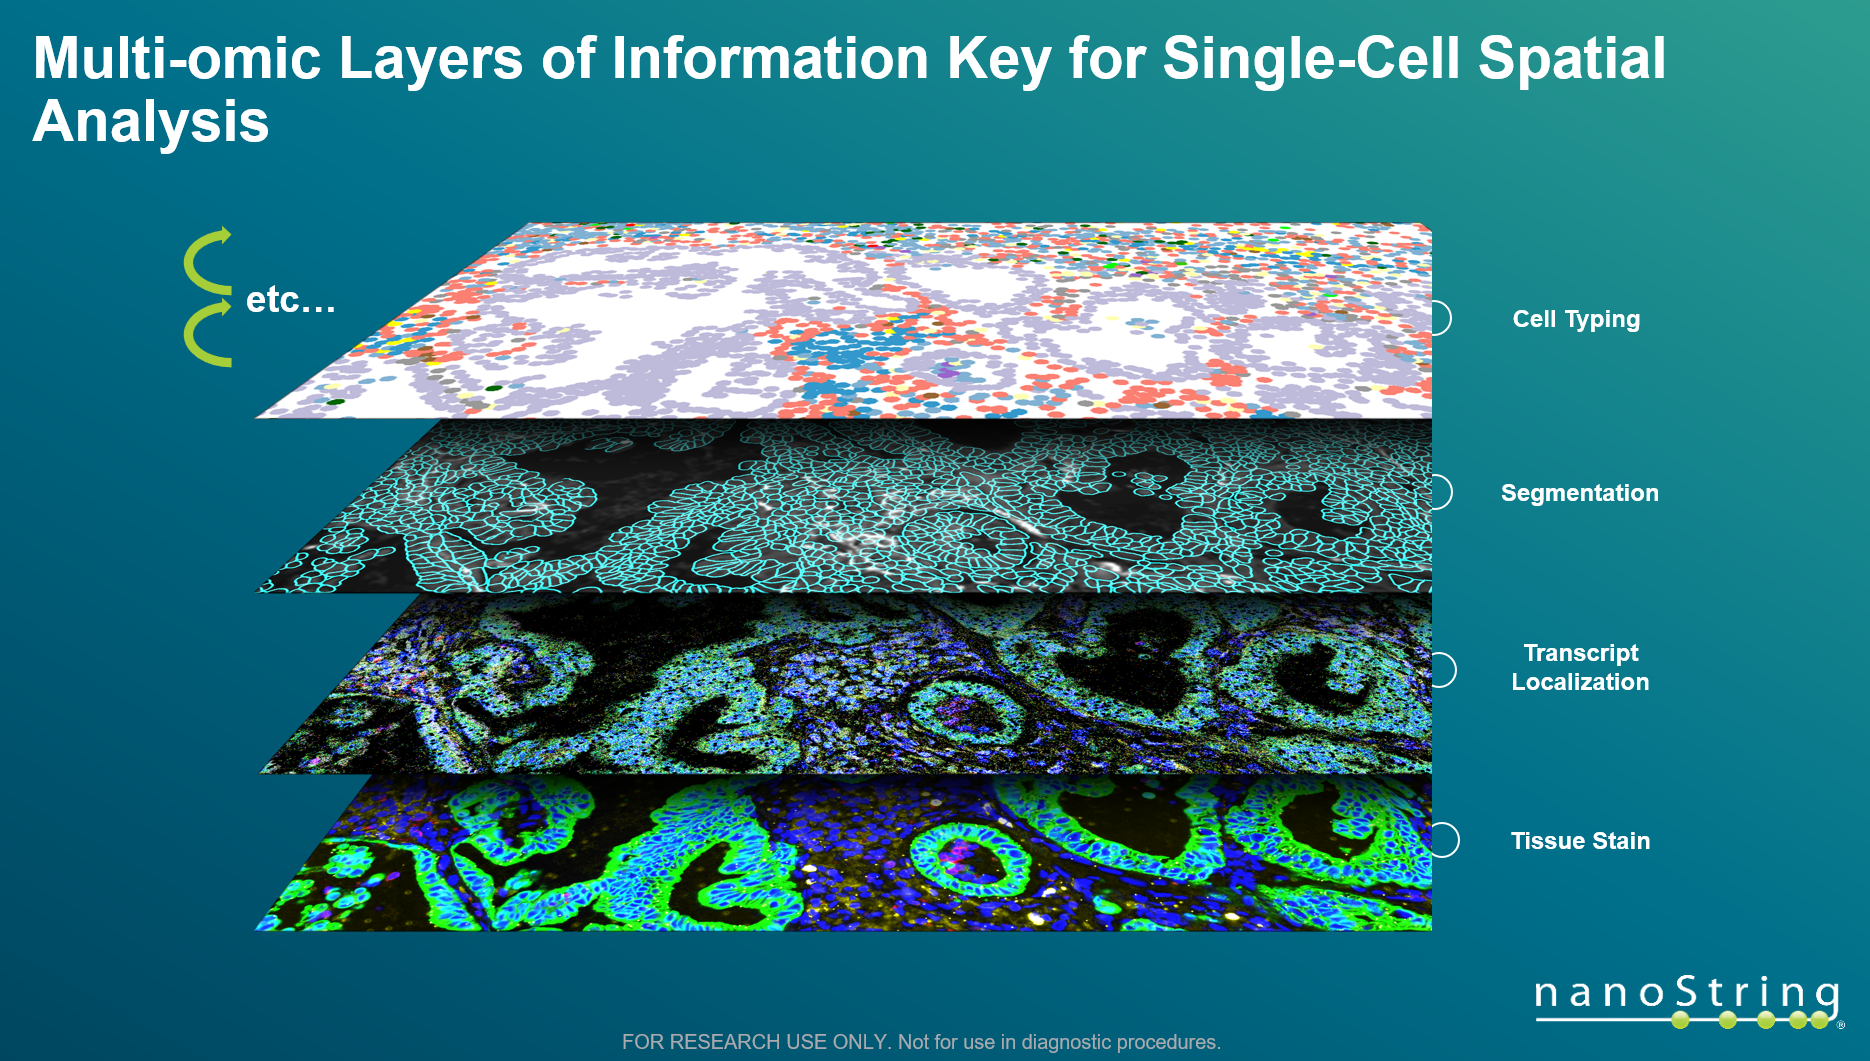 Multi-omic Layers of Information Key for Single-Cell Spatial
Analysis
etc...
Cell Typing
Segmentation
Transcript
Localization
Tissue Stain
nanoString®
FOR RESEARCH USE ONLY. Not for use in diagnostic procedures.